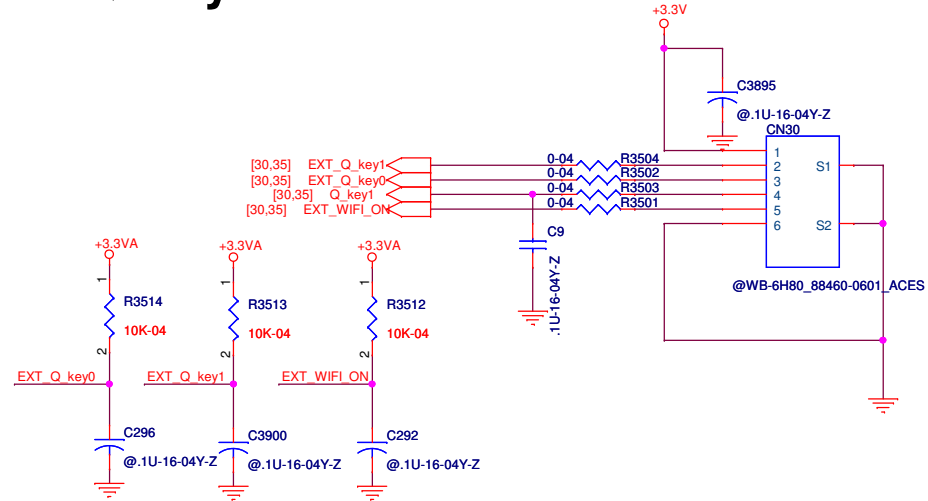 +3.3V
C3895
@.1U-16-04Y-Z
CN30
[30,35] EXT_Q_key1 0-04 R3504 1
[30,35] EXT_Q_key0 0-04 R3502 2 S1
[30,35] Q_key1 0-04 R3503 3
[30,35] EXT_WIFI_ON 0-04 R3501 4
5
6 S2
C9
.1U-16-04Y-Z
@WB-6H80_88460-0601_ACES
+3.3VA +3.3VA +3.3VA
1 1 1
R3514 R3513 R3512
10K-04 10K-04 10K-04
2 2 2
EXT_Q_key0 EXT_Q_key1 EXT_WIFI_ON
C296 C3900 C292
@.1U-16-04Y-Z @.1U-16-04Y-Z @.1U-16-04Y-Z